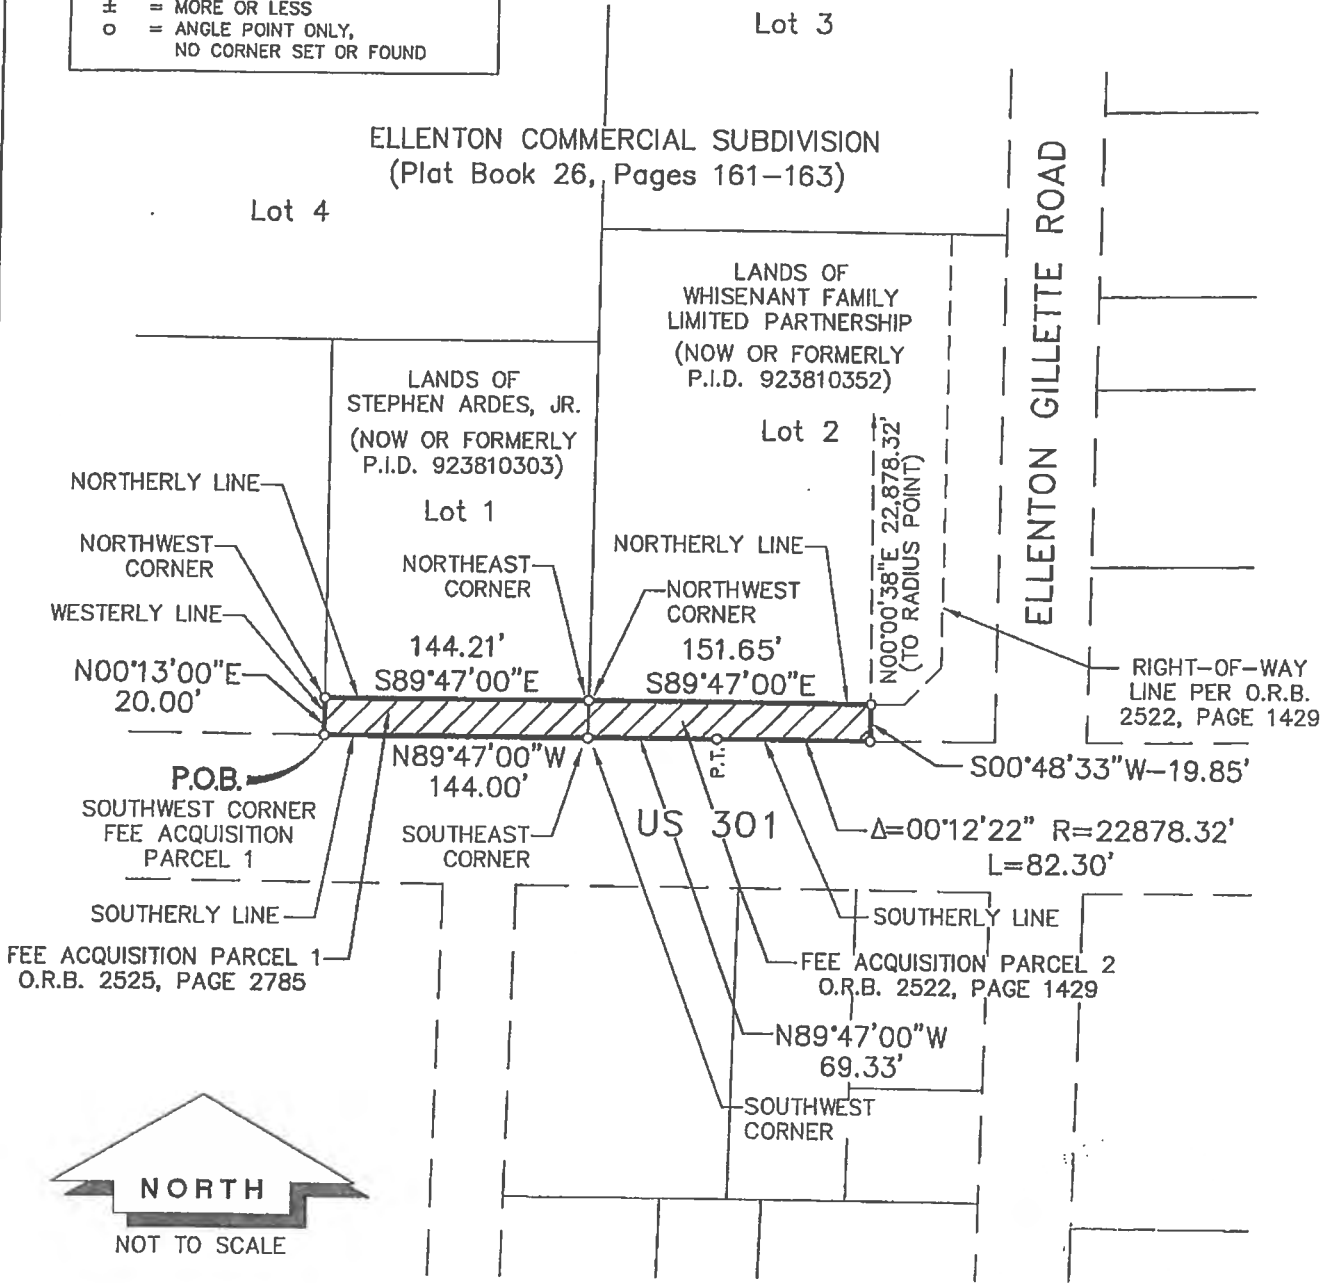 ± = MORE OR LESS
o = ANGLE POINT ONLY,
NO CORNER SET OR FOUND
Lot 3
ELLENTON COMMERCIAL SUBDIVISION
(Plat Book 26, Pages 161-163)
Lot 4
ELLENTON GILLETTE ROAD
LANDS OF
WHISENANT FAMILY
LIMITED PARTNERSHIP
(NOW OR FORMERLY
P.I.D. 923810352)
Lot 2
LANDS OF
STEPHEN ARDES, JR.
(NOW OR FORMERLY
P.I.D. 923810303)
Lot 1
N00°00'38"E 22,878.32'
(TO RADIUS POINT)
NORTHERLY LINE
NORTHWEST
CORNER
WESTERLY LINE
N00°13'00"E
20.00'
NORTHEAST
CORNER
144.21'
S89°47'00"E
NORTHERLY LINE
NORTHWEST
CORNER
151.65'
S89°47'00"E
RIGHT-OF-WAY
LINE PER O.R.B.
2522, PAGE 1429
P.O.B.
SOUTHWEST CORNER
FEE ACQUISITION
PARCEL 1
N89°47'00"W
144.00'
P.T.
S00°48'33"W-19.85'
SOUTHEAST
CORNER
US 301
Δ=00°12'22" R=22878.32'
L=82.30'
SOUTHERLY LINE
SOUTHERLY LINE
FEE ACQUISITION PARCEL 1
O.R.B. 2525, PAGE 2785
FEE ACQUISITION PARCEL 2
O.R.B. 2522, PAGE 1429
N89°47'00"W
69.33'
SOUTHWEST
CORNER
NORTH
NOT TO SCALE